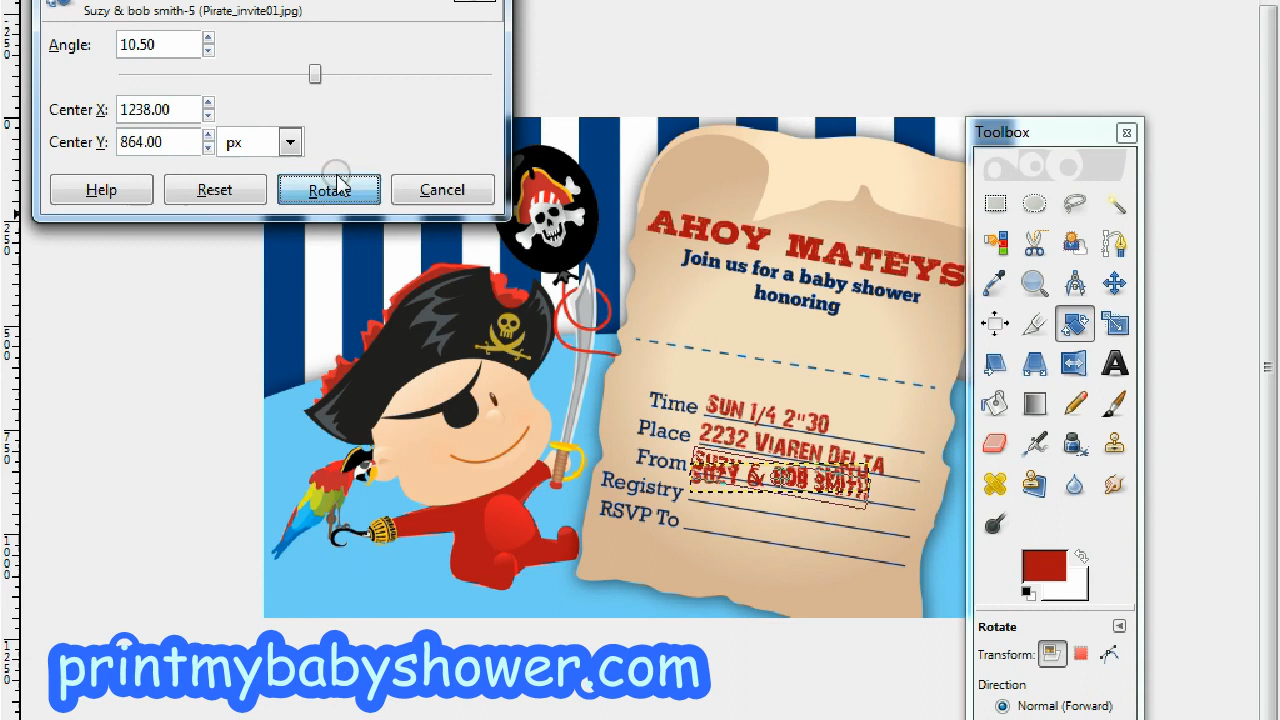 Suzy & bob smith-5 (Pirate_invite01.jpg)
Angle: 10.50
Center X: 1238.00
Center Y: 864.00 px
Help Reset Rotate Cancel
Toolbox
AHOY MATEYS
Join us for a baby shower
honoring
Time SUN 1/4 2"30
Place 2232 VIAREN DELTA
From SUZY & BOB SMITH
Registry
RSVP To
Rotate
Transform:
Direction
Normal (Forward)
printmybabyshower.com